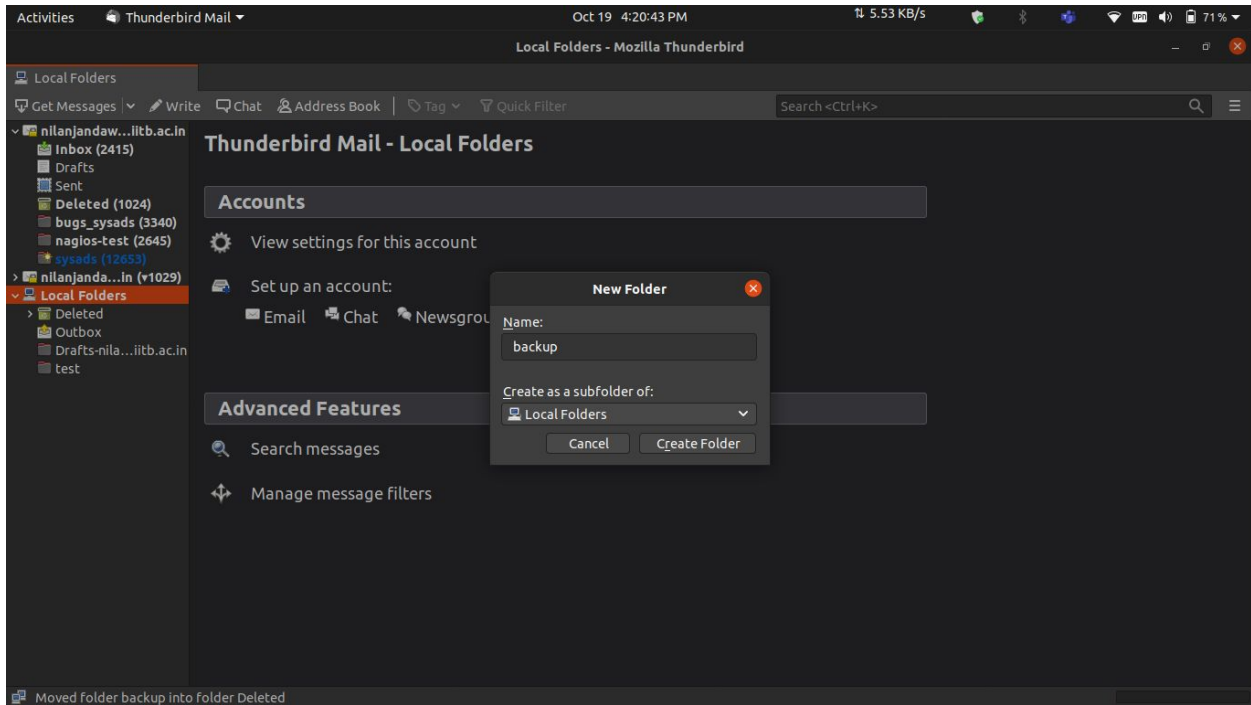 Activities Thunderbird Mail Oct 19 4:20:43 PM ⇅ 5.53 KB/s VPN 71 %
Local Folders - Mozilla Thunderbird
Local Folders
Get Messages Write Chat Address Book Tag Quick Filter Search <Ctrl+K>
nilanjandaw...iitb.ac.in
Inbox (2415)
Drafts
Sent
Deleted (1024)
bugs_sysads (3340)
nagios-test (2645)
sysads (12653)
nilanjanda...in (▾1029)
Local Folders
Deleted
Outbox
Drafts-nila...iitb.ac.in
test
Thunderbird Mail - Local Folders
Accounts
View settings for this account
Set up an account:
Email Chat Newsgrou
Advanced Features
Search messages
Manage message filters
New Folder
Name:
backup
Create as a subfolder of:
Local Folders
Cancel Create Folder
Moved folder backup into folder Deleted